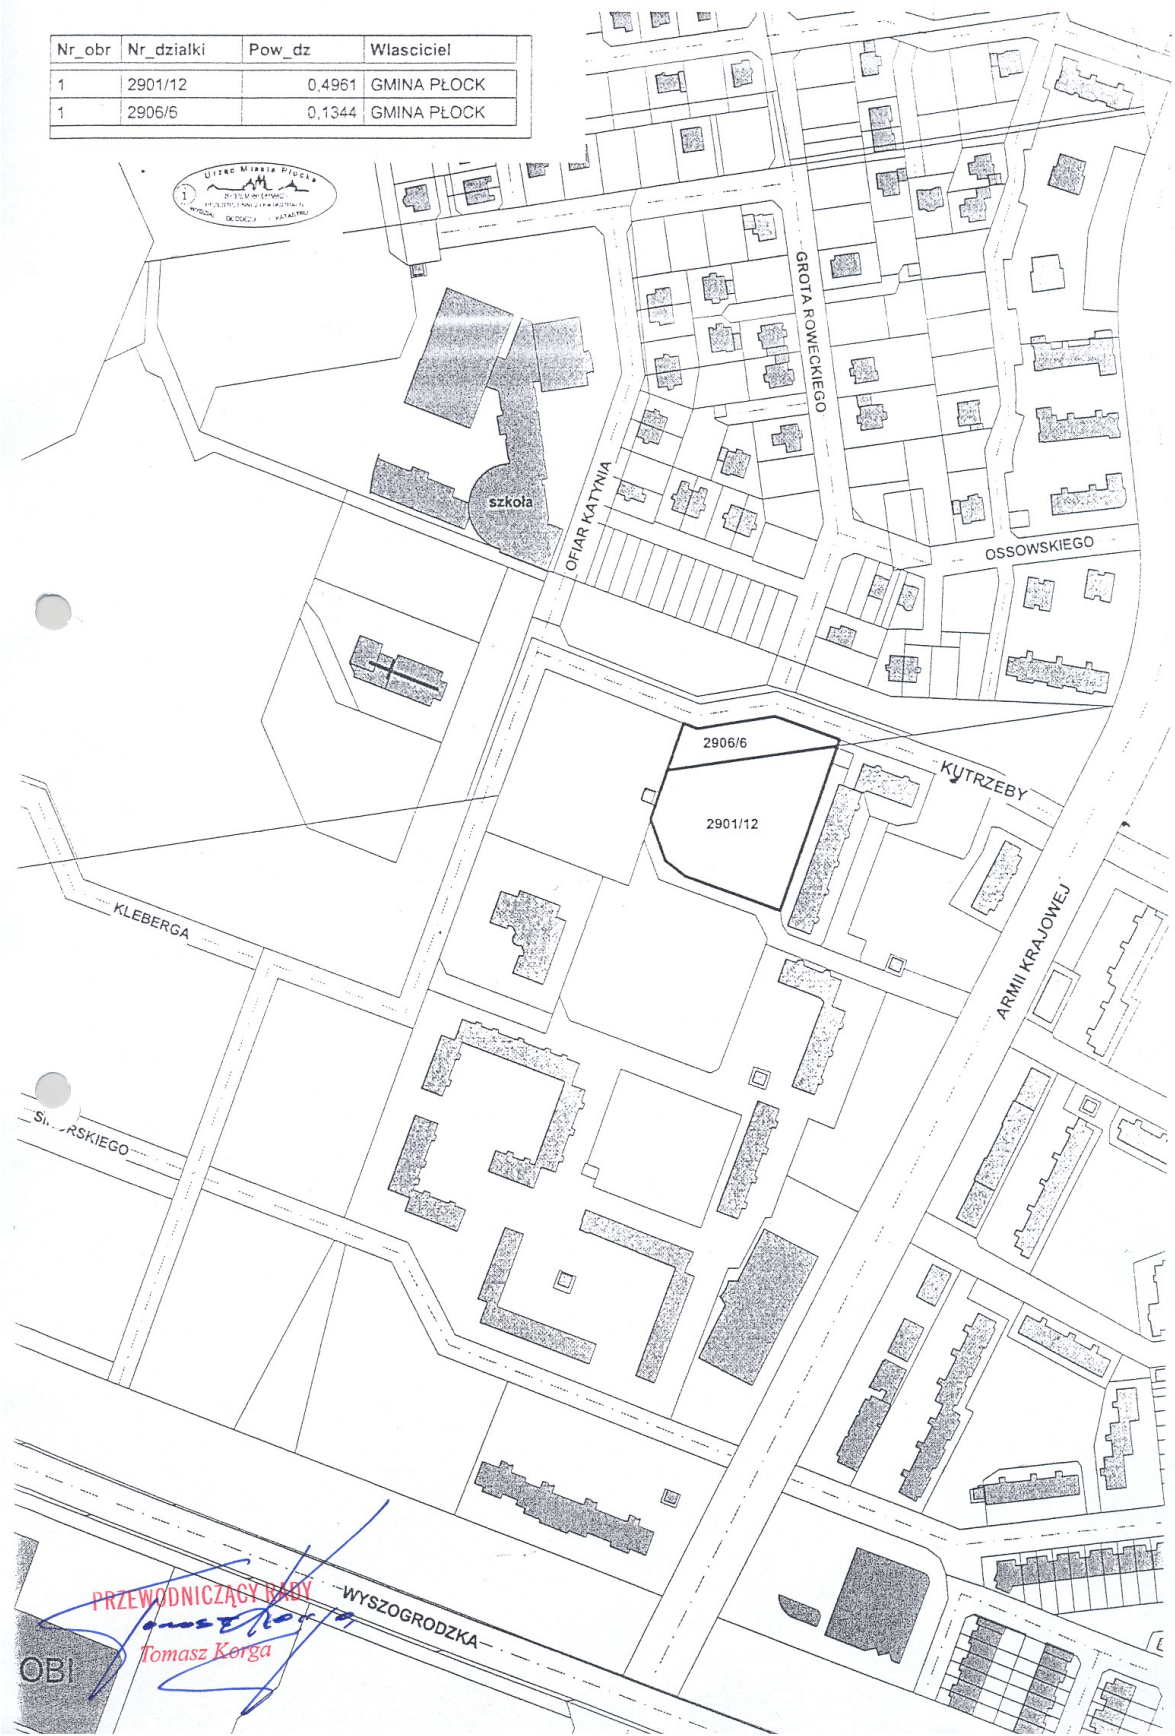 Nr_obr Nr_dzialki Pow_dz Wlasciciel
1 2901/12 0,4961 GMINA PŁOCK
1 2906/6 0,1344 GMINA PŁOCK
Urząd Miasta Płocka
1
GROTA ROWECKIEGO
szkoła
OFIAR KATYNIA
OSSOWSKIEGO
2906/6
KUTRZEBY
2901/12
KLEBERGA
ARMII KRAJOWEJ
RSKIEGO
PRZEWODNICZĄCY RADY
Tomasz Korga
WYSZOGRODZKA
OBI